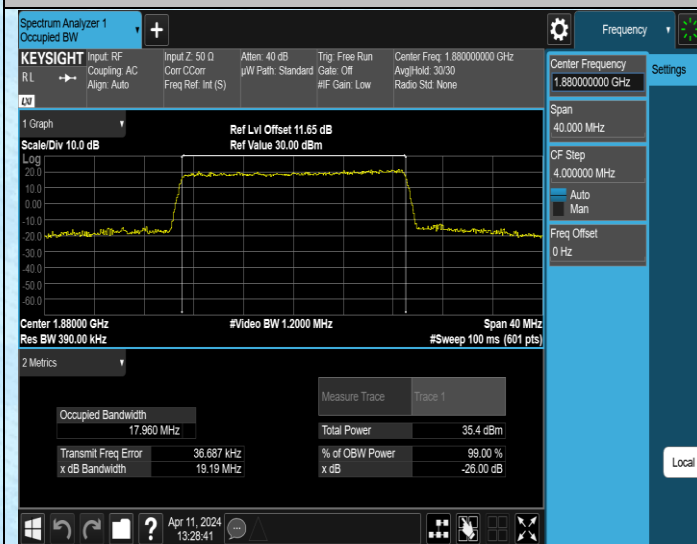 Spectrum Analyzer 1
Occupied BW
Frequency
KEYSIGHT
RL
LXI
Input: RF
Coupling: AC
Align: Auto
Input Z: 50 Ω
Corr CCorr
Freq Ref: Int (S)
Atten: 40 dB
µW Path: Standard
Trig: Free Run
Gate: Off
#IF Gain: Low
Center Freq: 1.880000000 GHz
Avg|Hold: 30/30
Radio Std: None
Center Frequency
1.880000000 GHz
Settings
Span
40.000 MHz
CF Step
4.000000 MHz
Auto
Man
Freq Offset
0 Hz
1 Graph
Scale/Div 10.0 dB
Ref Lvl Offset 11.65 dB
Ref Value 30.00 dBm
Log
20.0
10.0
0.00
-10.0
-20.0
-30.0
-40.0
-50.0
-60.0
Center 1.88000 GHz
Res BW 390.00 kHz
#Video BW 1.2000 MHz
Span 40 MHz
#Sweep 100 ms (601 pts)
2 Metrics
Measure Trace
Trace 1
Occupied Bandwidth
17.960 MHz
Total Power
35.4 dBm
Transmit Freq Error
36.687 kHz
% of OBW Power
99.00 %
x dB Bandwidth
19.19 MHz
x dB
-26.00 dB
Local
?
Apr 11, 2024
13:28:41